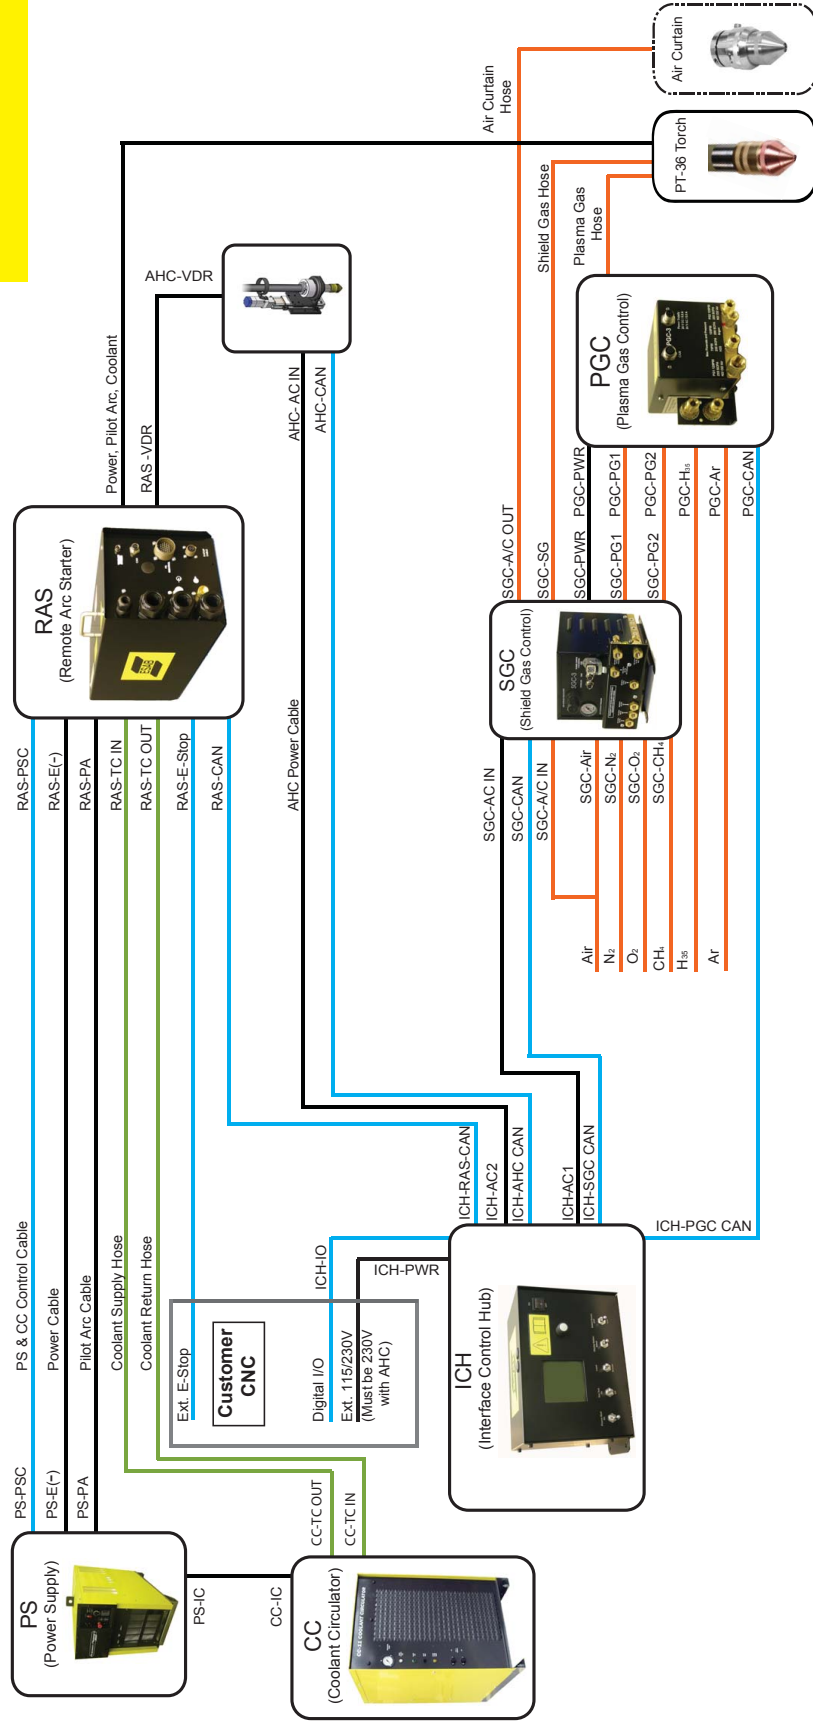 PS
(Power Supply)
PS-PSC
PS-E(-)
PS-PA
PS-IC
CC-IC
CC
(Coolant Circulator)
CC-11 COOLANT CIRCULATOR
CC-TC OUT
CC-TC IN
PS & CC Control Cable
Power Cable
Pilot Arc Cable
Coolant Supply Hose
Coolant Return Hose
Ext. E-Stop
Customer
CNC
Digital I/O
Ext. 115/230V
(Must be 230V
with AHC)
ICH-IO
ICH-PWR
ICH
(Interface Control Hub)
ICH-RAS-CAN
ICH-AC2
ICH-AHC CAN
ICH-AC1
ICH-SGC CAN
ICH-PGC CAN
RAS-PSC
RAS-E(-)
RAS-PA
RAS-TC IN
RAS-TC OUT
RAS-E-Stop
RAS-CAN
RAS
(Remote Arc Starter)
ESAB
Power, Pilot Arc, Coolant
RAS -VDR
AHC-VDR
AHC Power Cable
AHC- AC IN
AHC-CAN
Air
N₂
O₂
CH₄
H₃₅
Ar
SGC-AC IN
SGC-CAN
SGC-A/C IN
SGC-Air
SGC-N₂
SGC-O₂
SGC-CH₄
SGC
(Shield Gas Control)
SGC-A/C OUT
SGC-SG
SGC-PWR
SGC-PG1
SGC-PG2
PGC-PWR
PGC-PG1
PGC-PG2
PGC-H₃₅
PGC-Ar
PGC-CAN
PGC
(Plasma Gas Control)
PGC-3
Air Curtain
Hose
Shield Gas Hose
Plasma Gas
Hose
PT-36 Torch
Air Curtain